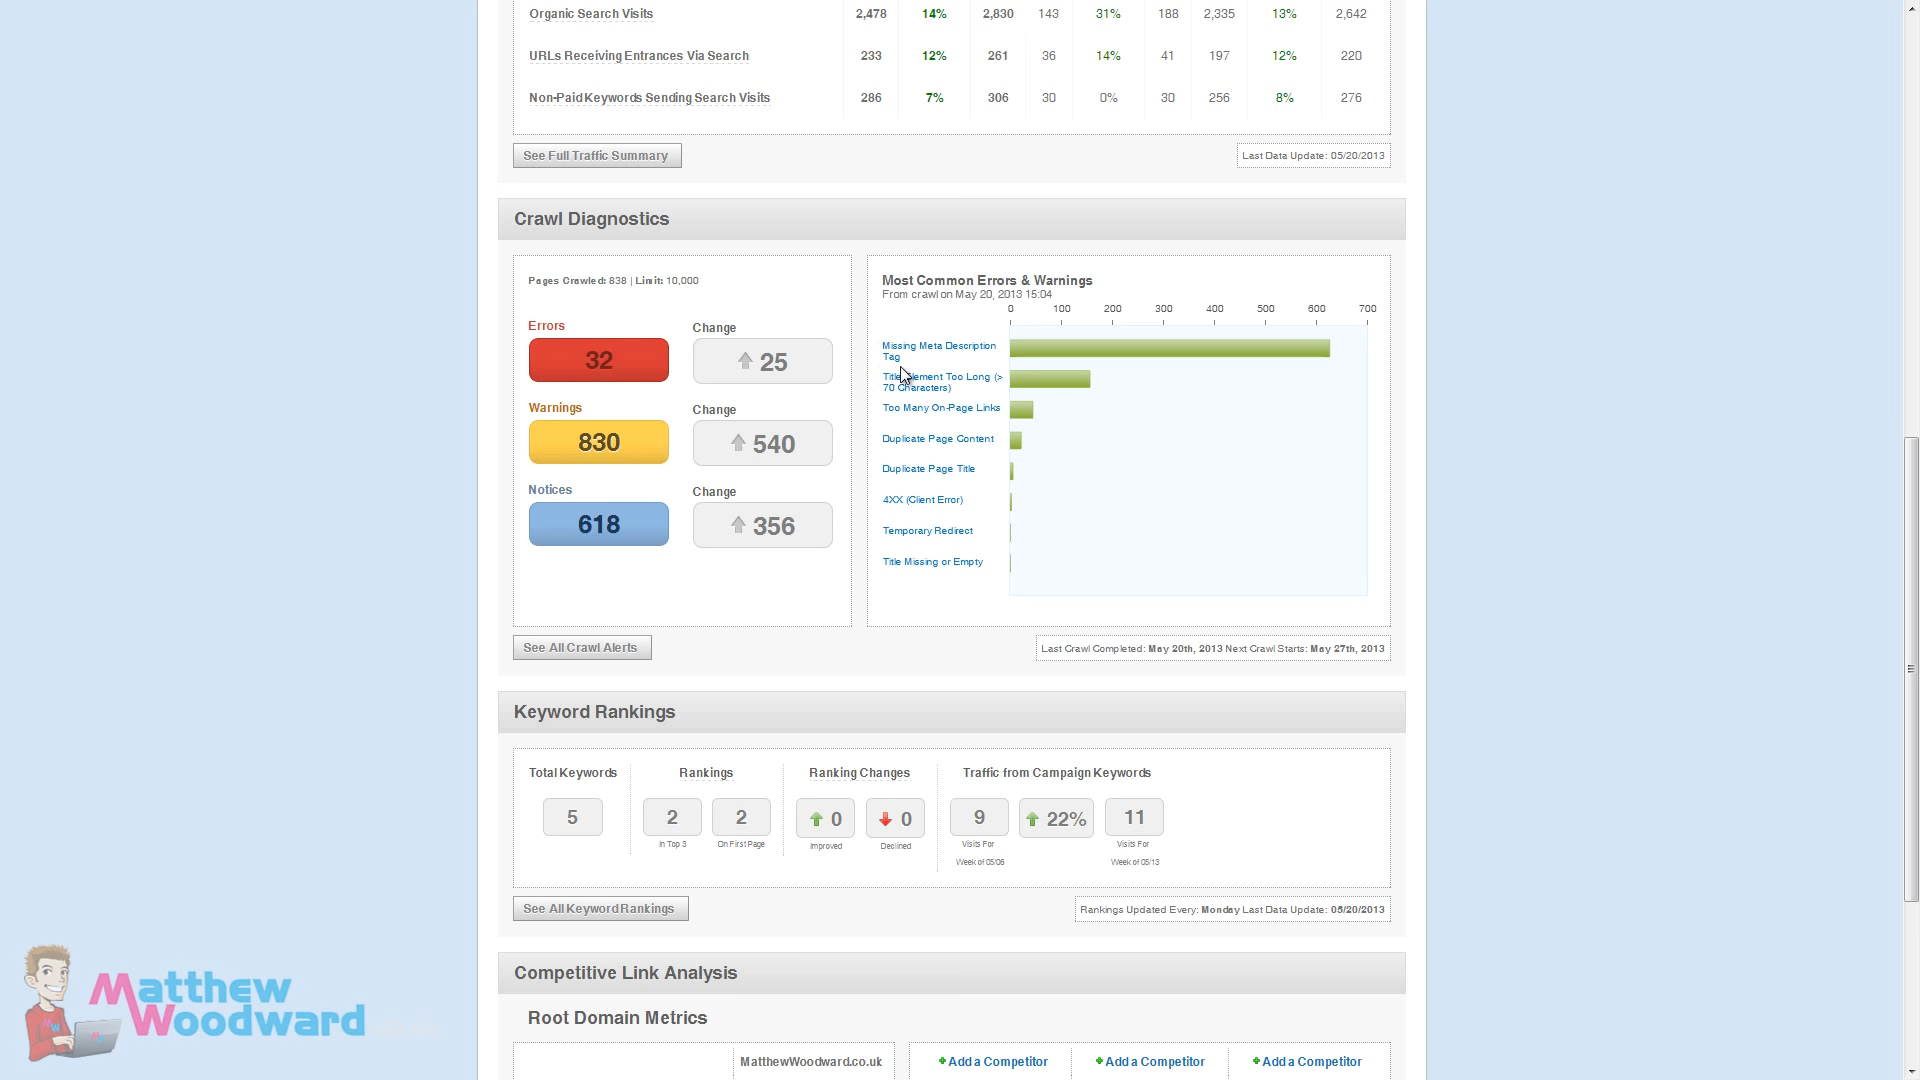 Organic Search Visits 2,478 14% 2,830 143 31% 188 2,335 13% 2,642
URLs Receiving Entrances Via Search 233 12% 261 36 14% 41 197 12% 220
Non-Paid Keywords Sending Search Visits 286 7% 306 30 0% 30 256 8% 276
See Full Traffic Summary
Last Data Update: 05/20/2013
Crawl Diagnostics
Pages Crawled: 838 | Limit: 10,000
Errors
Change
32
25
Warnings
Change
830
540
Notices
Change
618
356
Most Common Errors & Warnings
From crawl on May 20, 2013 15:04
0 100 200 300 400 500 600 700
Missing Meta Description
Tag
Title Element Too Long (>
70 Characters)
Too Many On-Page Links
Duplicate Page Content
Duplicate Page Title
4XX (Client Error)
Temporary Redirect
Title Missing or Empty
See All Crawl Alerts
Last Crawl Completed: May 20th, 2013 Next Crawl Starts: May 27th, 2013
Keyword Rankings
Total Keywords Rankings Ranking Changes Traffic from Campaign Keywords
5 2 2 0 0 9 22% 11
In Top 3 On First Page Improved Declined Visits For Visits For
Week of 05/06 Week of 05/13
See All Keyword Rankings
Rankings Updated Every: Monday Last Data Update: 05/20/2013
Competitive Link Analysis
Root Domain Metrics
MatthewWoodward.co.uk Add a Competitor Add a Competitor Add a Competitor
Matthew
Woodward